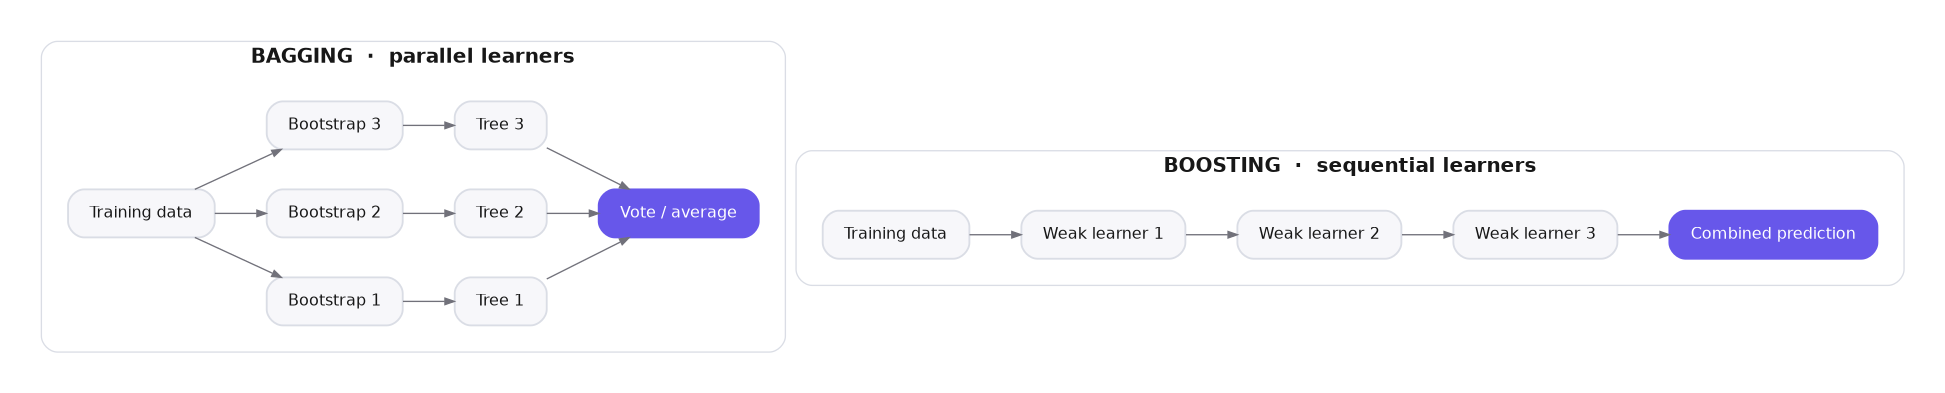 BAGGING · parallel learners
Bootstrap 3
Tree 3
Training data
Bootstrap 2
Tree 2
Vote / average
Bootstrap 1
Tree 1
BOOSTING · sequential learners
Training data
Weak learner 1
Weak learner 2
Weak learner 3
Combined prediction